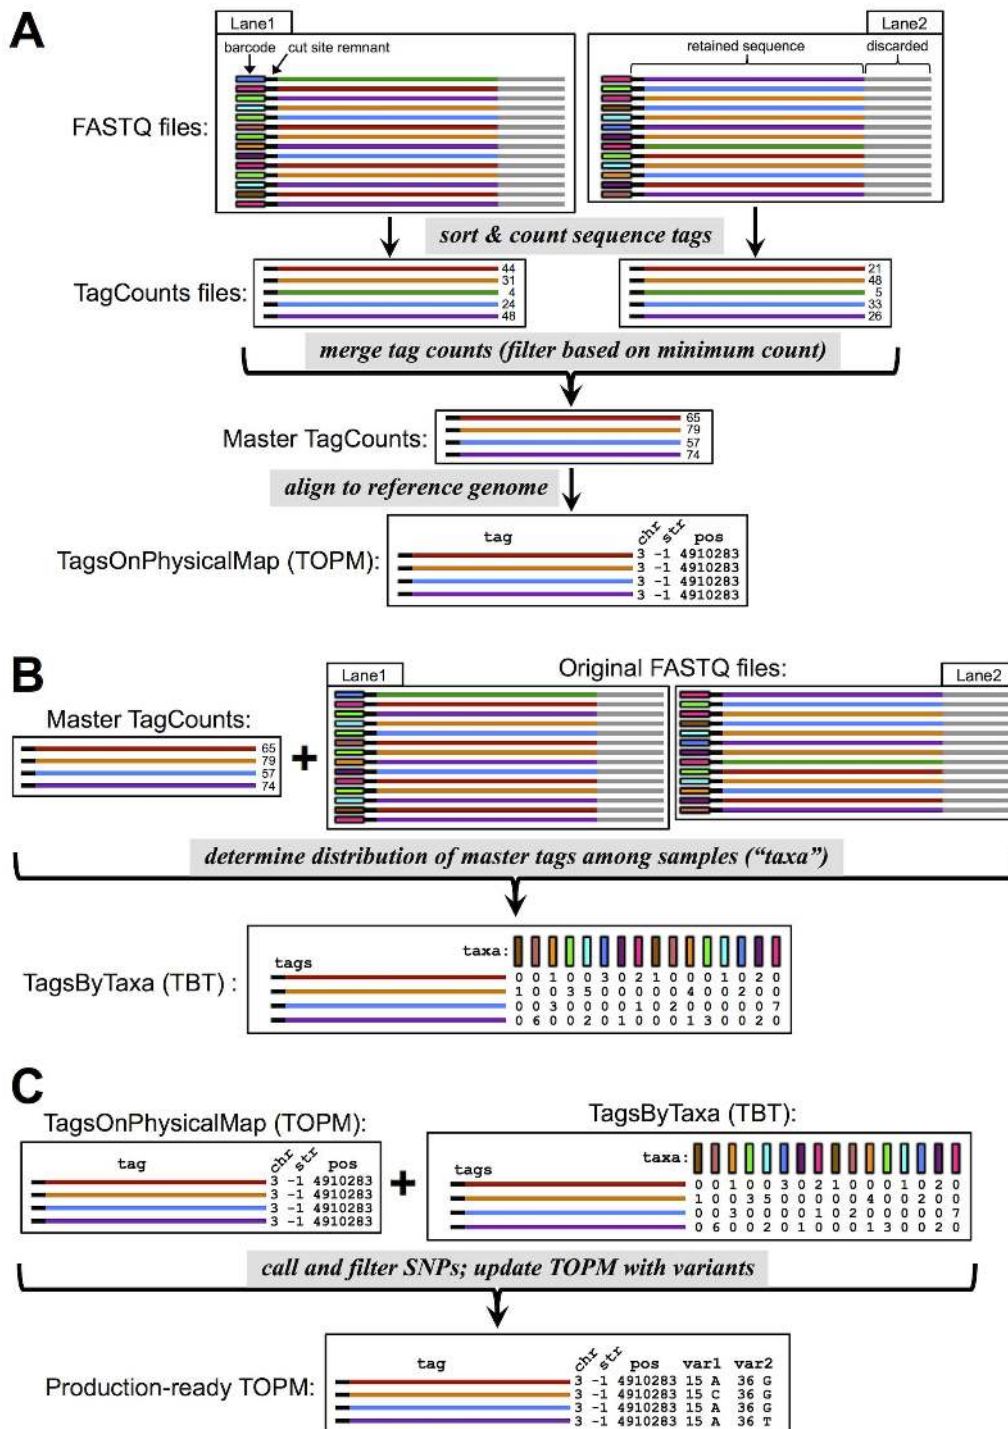 A
Lane1
Lane2
barcode
cut site remnant
retained sequence
discarded
FASTQ files:
sort & count sequence tags
TagCounts files:
44
31
4
24
48
21
48
5
33
26
merge tag counts (filter based on minimum count)
Master TagCounts:
65
79
57
74
align to reference genome
TagsOnPhysicalMap (TOPM):
tag chr str pos
3 -1 4910283
3 -1 4910283
3 -1 4910283
3 -1 4910283
B
Original FASTQ files:
Lane1
Lane2
Master TagCounts:
65
79
57
74
+
determine distribution of master tags among samples (“taxa”)
TagsByTaxa (TBT) :
taxa:
tags
0 0 1 0 0 3 0 2 1 0 0 0 1 0 2 0
1 0 0 3 5 0 0 0 0 0 4 0 0 2 0 0
0 0 3 0 0 0 0 1 0 2 0 0 0 0 0 7
0 6 0 0 2 0 1 0 0 0 1 3 0 0 2 0
C
TagsOnPhysicalMap (TOPM):
tag chr str pos
3 -1 4910283
3 -1 4910283
3 -1 4910283
3 -1 4910283
+
TagsByTaxa (TBT):
taxa:
tags
0 0 1 0 0 3 0 2 1 0 0 0 1 0 2 0
1 0 0 3 5 0 0 0 0 0 4 0 0 2 0 0
0 0 3 0 0 0 0 1 0 2 0 0 0 0 0 7
0 6 0 0 2 0 1 0 0 0 1 3 0 0 2 0
call and filter SNPs; update TOPM with variants
Production-ready TOPM:
tag chr str pos var1 var2
3 -1 4910283 15 A 36 G
3 -1 4910283 15 C 36 G
3 -1 4910283 15 A 36 G
3 -1 4910283 15 A 36 T